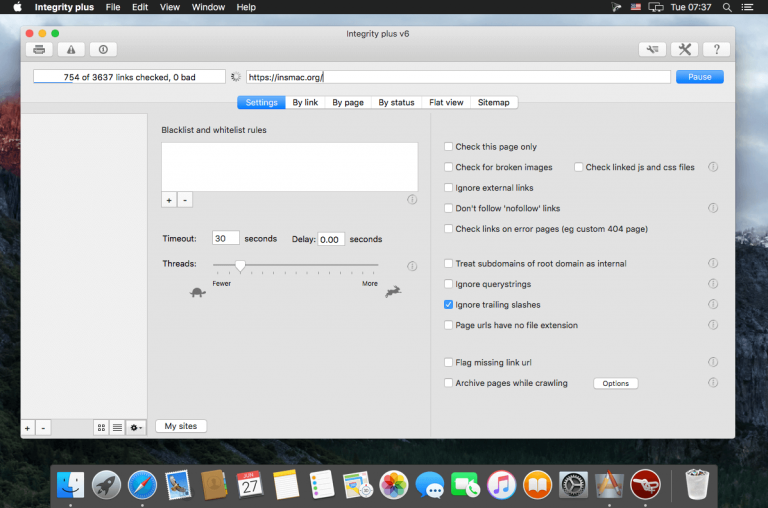 Integrity plus File Edit View Window Help Tue 07:37
Integrity plus v6
754 of 3637 links checked, 0 bad https://insmac.org/ Pause
Settings By link By page By status Flat view Sitemap
Blacklist and whitelist rules
+ -
Timeout: 30 seconds Delay: 0.00 seconds
Threads:
Fewer More
Check this page only
Check for broken images Check linked js and css files
Ignore external links
Don't follow 'nofollow' links
Check links on error pages (eg custom 404 page)
Treat subdomains of root domain as internal
Ignore querystrings
Ignore trailing slashes
Page urls have no file extension
Flag missing link url
Archive pages while crawling Options
+ - My sites
JUN
27